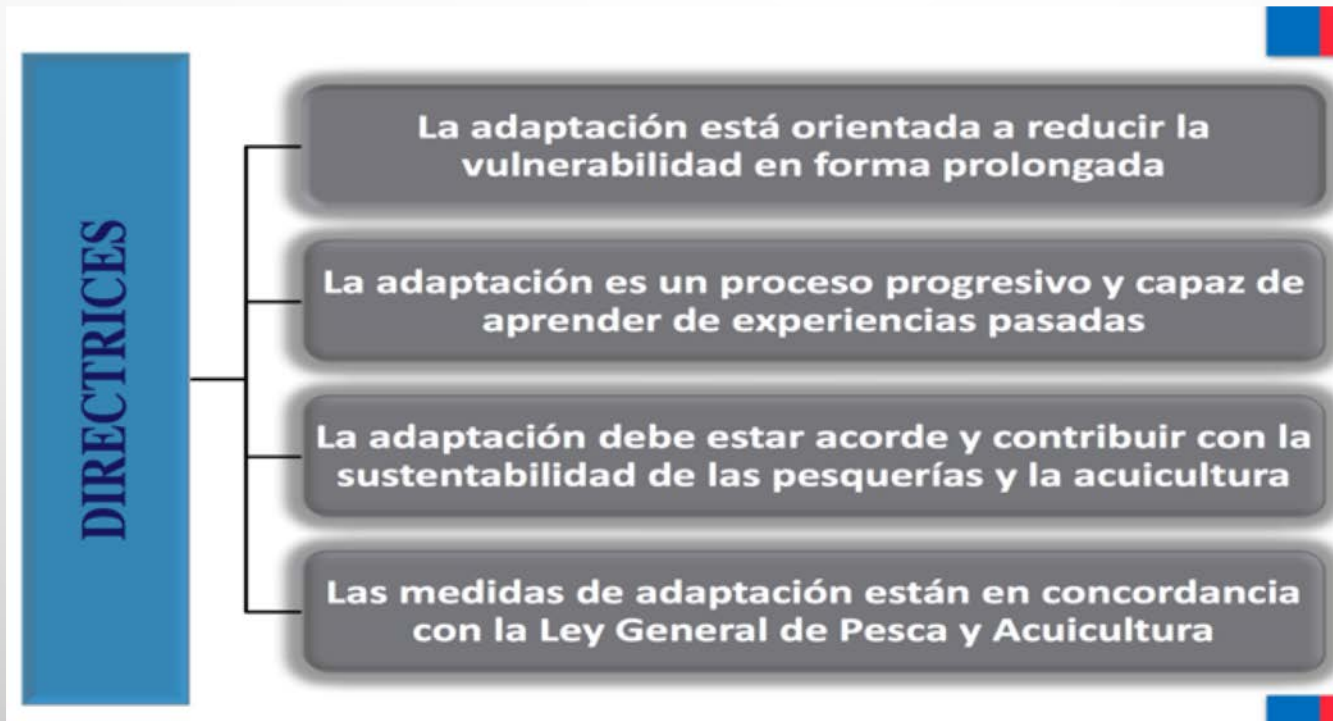 DIRECTRICES
La adaptación está orientada a reducir la
vulnerabilidad en forma prolongada
La adaptación es un proceso progresivo y capaz de
aprender de experiencias pasadas
La adaptación debe estar acorde y contribuir con la
sustentabilidad de las pesquerías y la acuicultura
Las medidas de adaptación están en concordancia
con la Ley General de Pesca y Acuicultura